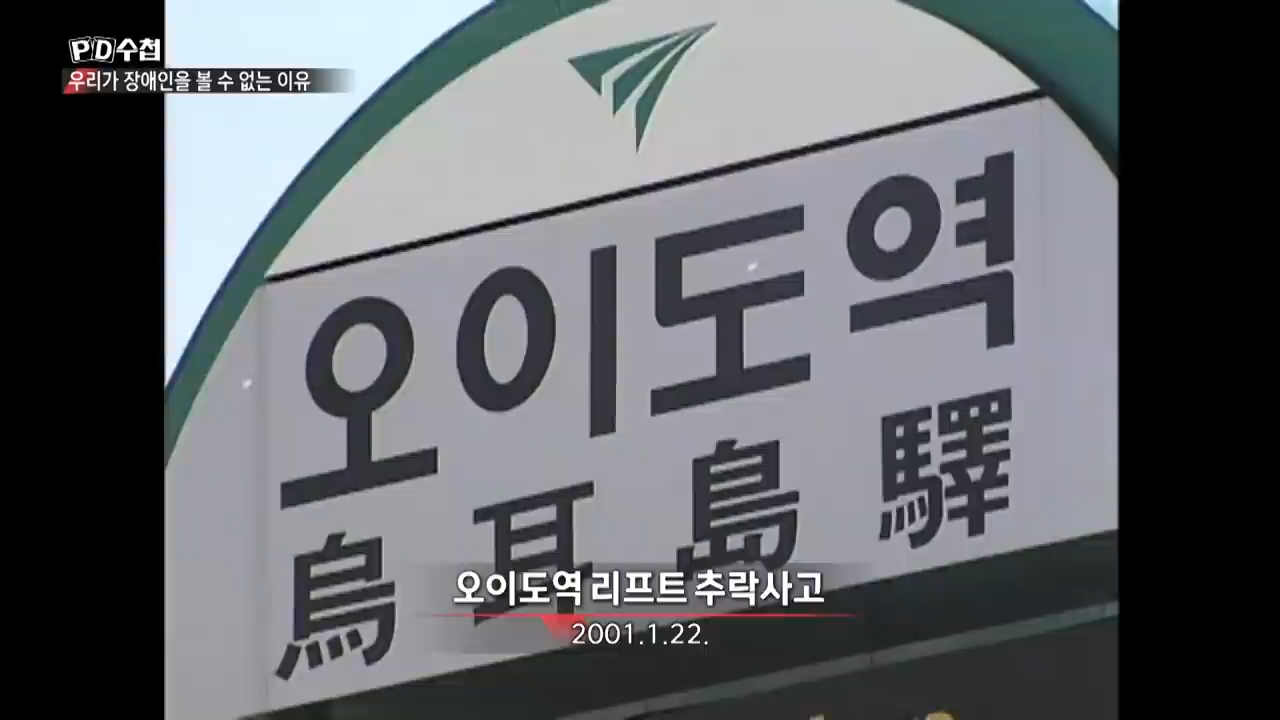 PD수첩
우리가 장애인을 볼 수 없는 이유
오이도역
烏耳島驛
오이도역 리프트 추락사고
2001.1.22.